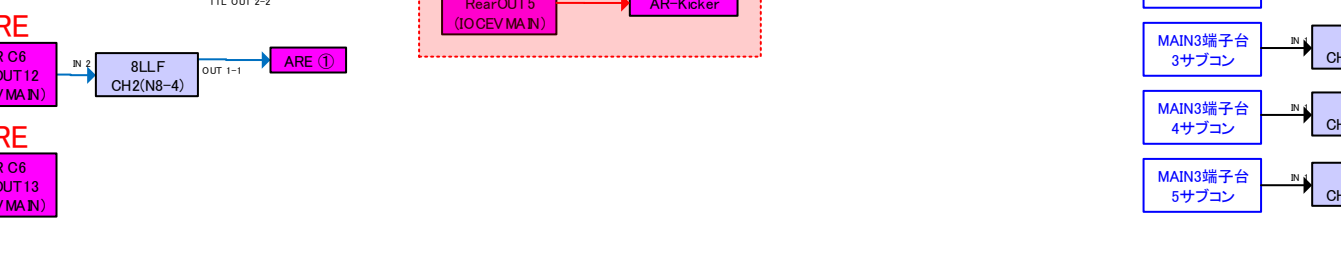 TTL OUT 2-2
RE
R C6
OUT12
MAIN)
IN 2
8LLF
CH2(N8-4)
OUT 1-1
ARE ①
RE
R C6
OUT13
MAIN)
RearOUT5
(IOCEVMAIN)
AR-Kicker
MAIN3端子台
3サブコン
IN 1
CH
MAIN3端子台
4サブコン
IN 1
CH
MAIN3端子台
5サブコン
IN 1
CH